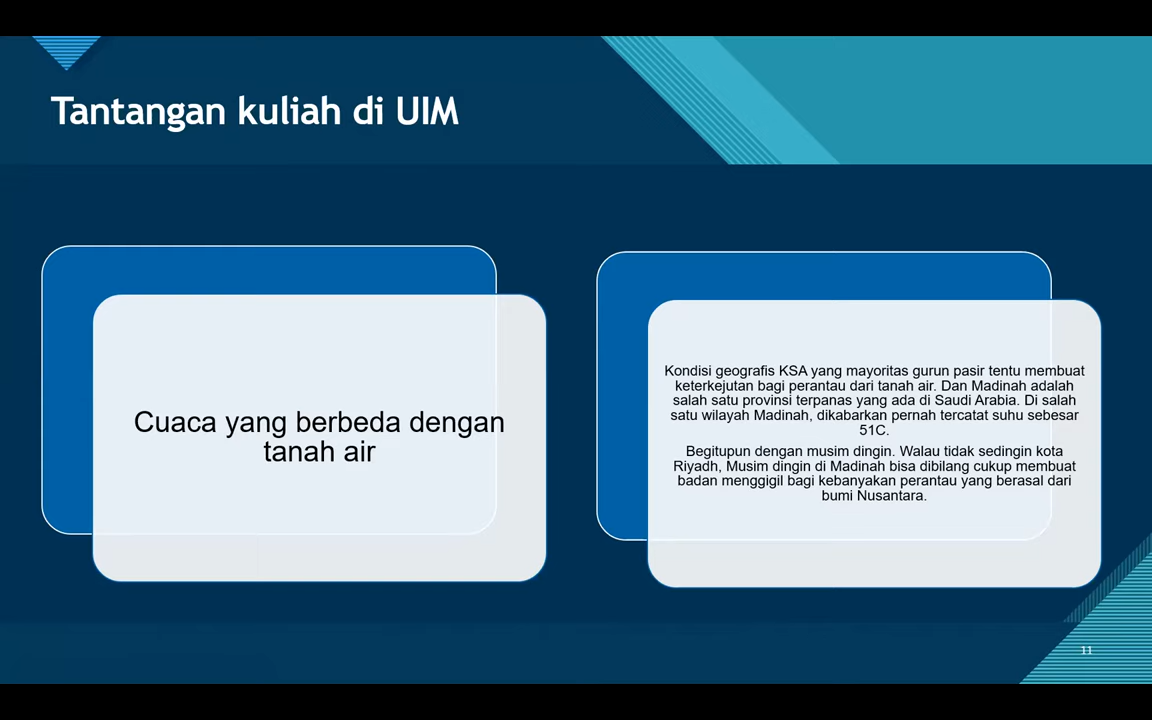 Tantangan kuliah di UIM
Cuaca yang berbeda dengan
tanah air
Kondisi geografis KSA yang mayoritas gurun pasir tentu membuat
keterkejutan bagi perantau dari tanah air. Dan Madinah adalah
salah satu provinsi terpanas yang ada di Saudi Arabia. Di salah
satu wilayah Madinah, dikabarkan pernah tercatat suhu sebesar
51C.
Begitupun dengan musim dingin. Walau tidak sedingin kota
Riyadh, Musim dingin di Madinah bisa dibilang cukup membuat
badan menggigil bagi kebanyakan perantau yang berasal dari
bumi Nusantara.
11